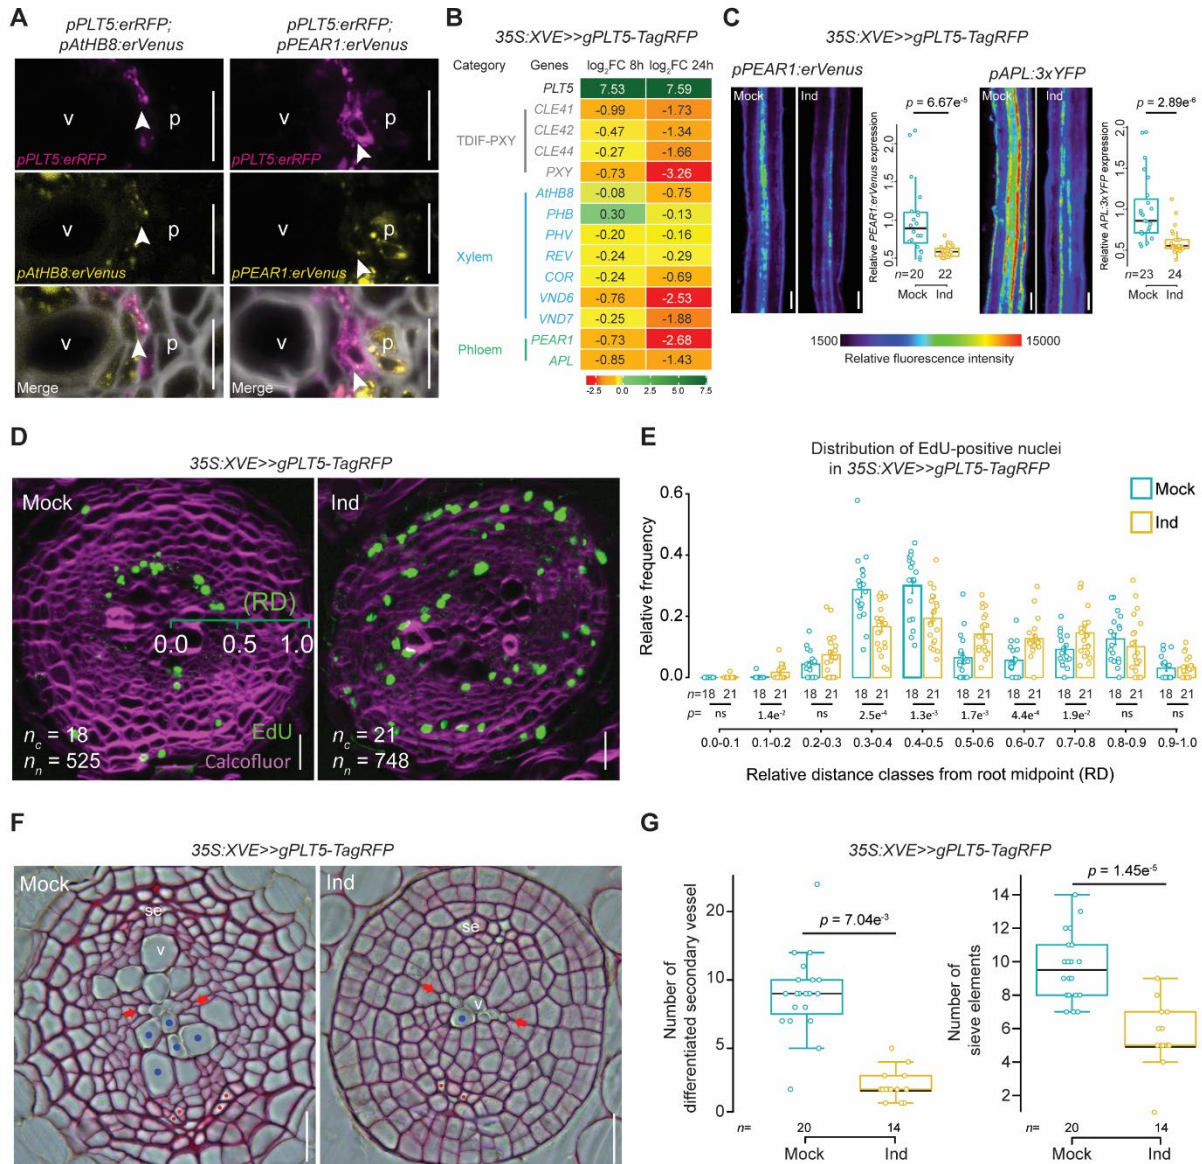 A
pPLT5:erRFP;
pAtHB8:erVenus
pPLT5:erRFP;
pPEAR1:erVenus
v
p
pPLT5:erRFP
v
p
pPLT5:erRFP
v
p
pAtHB8:erVenus
v
p
pPEAR1:erVenus
v
p
Merge
v
p
Merge
B
35S:XVE>>gPLT5-TagRFP
Category Genes log2FC 8h log2FC 24h
PLT5 7.53 7.59
CLE41 -0.99 -1.73
CLE42 -0.47 -1.34
TDIF-PXY
CLE44 -0.27 -1.66
PXY -0.73 -3.26
AtHB8 -0.08 -0.75
PHB 0.30 -0.13
PHV -0.20 -0.16
Xylem REV -0.24 -0.29
COR -0.24 -0.69
VND6 -0.76 -2.53
VND7 -0.25 -1.88
Phloem PEAR1 -0.73 -2.68
APL -0.85 -1.43
-2.5 0.0 2.5 5.0 7.5
C
35S:XVE>>gPLT5-TagRFP
pPEAR1:erVenus
Mock Ind
p = 6.67e-5
Relative PEAR1:erVenus expression
2.0
1.5
1.0
0.5
n=20 22
Mock Ind
pAPL:3xYFP
Mock Ind
p = 2.89e-6
Relative APL:3xYFP expression
2.0
1.5
1.0
0.5
n=23 24
Mock Ind
1500 15000
Relative fluorescence intensity
D
35S:XVE>>gPLT5-TagRFP
Mock
(RD)
0.0 0.5 1.0
nc = 18
nn = 525
EdU
Calcofluor
Ind
nc = 21
nn = 748
E
Distribution of EdU-positive nuclei
in 35S:XVE>>gPLT5-TagRFP
Mock
Ind
Relative frequency
0.6
0.4
0.2
0.0
n= 18 21 18 21 18 21 18 21 18 21 18 21 18 21 18 21 18 21 18 21
p= ns 1.4e-2 ns 2.5e-4 1.3e-3 1.7e-3 4.4e-4 1.9e-2 ns ns
0.0-0.1 0.1-0.2 0.2-0.3 0.3-0.4 0.4-0.5 0.5-0.6 0.6-0.7 0.7-0.8 0.8-0.9 0.9-1.0
Relative distance classes from root midpoint (RD)
F
35S:XVE>>gPLT5-TagRFP
Mock
se
v
Ind
se
v
G
35S:XVE>>gPLT5-TagRFP
Number of
differentiated secondary vessel
20
10
5
0
p = 7.04e-3
n= 20 14
Mock Ind
Number of
sieve elements
14
12
10
8
6
4
2
p = 1.45e-5
n= 20 14
Mock Ind